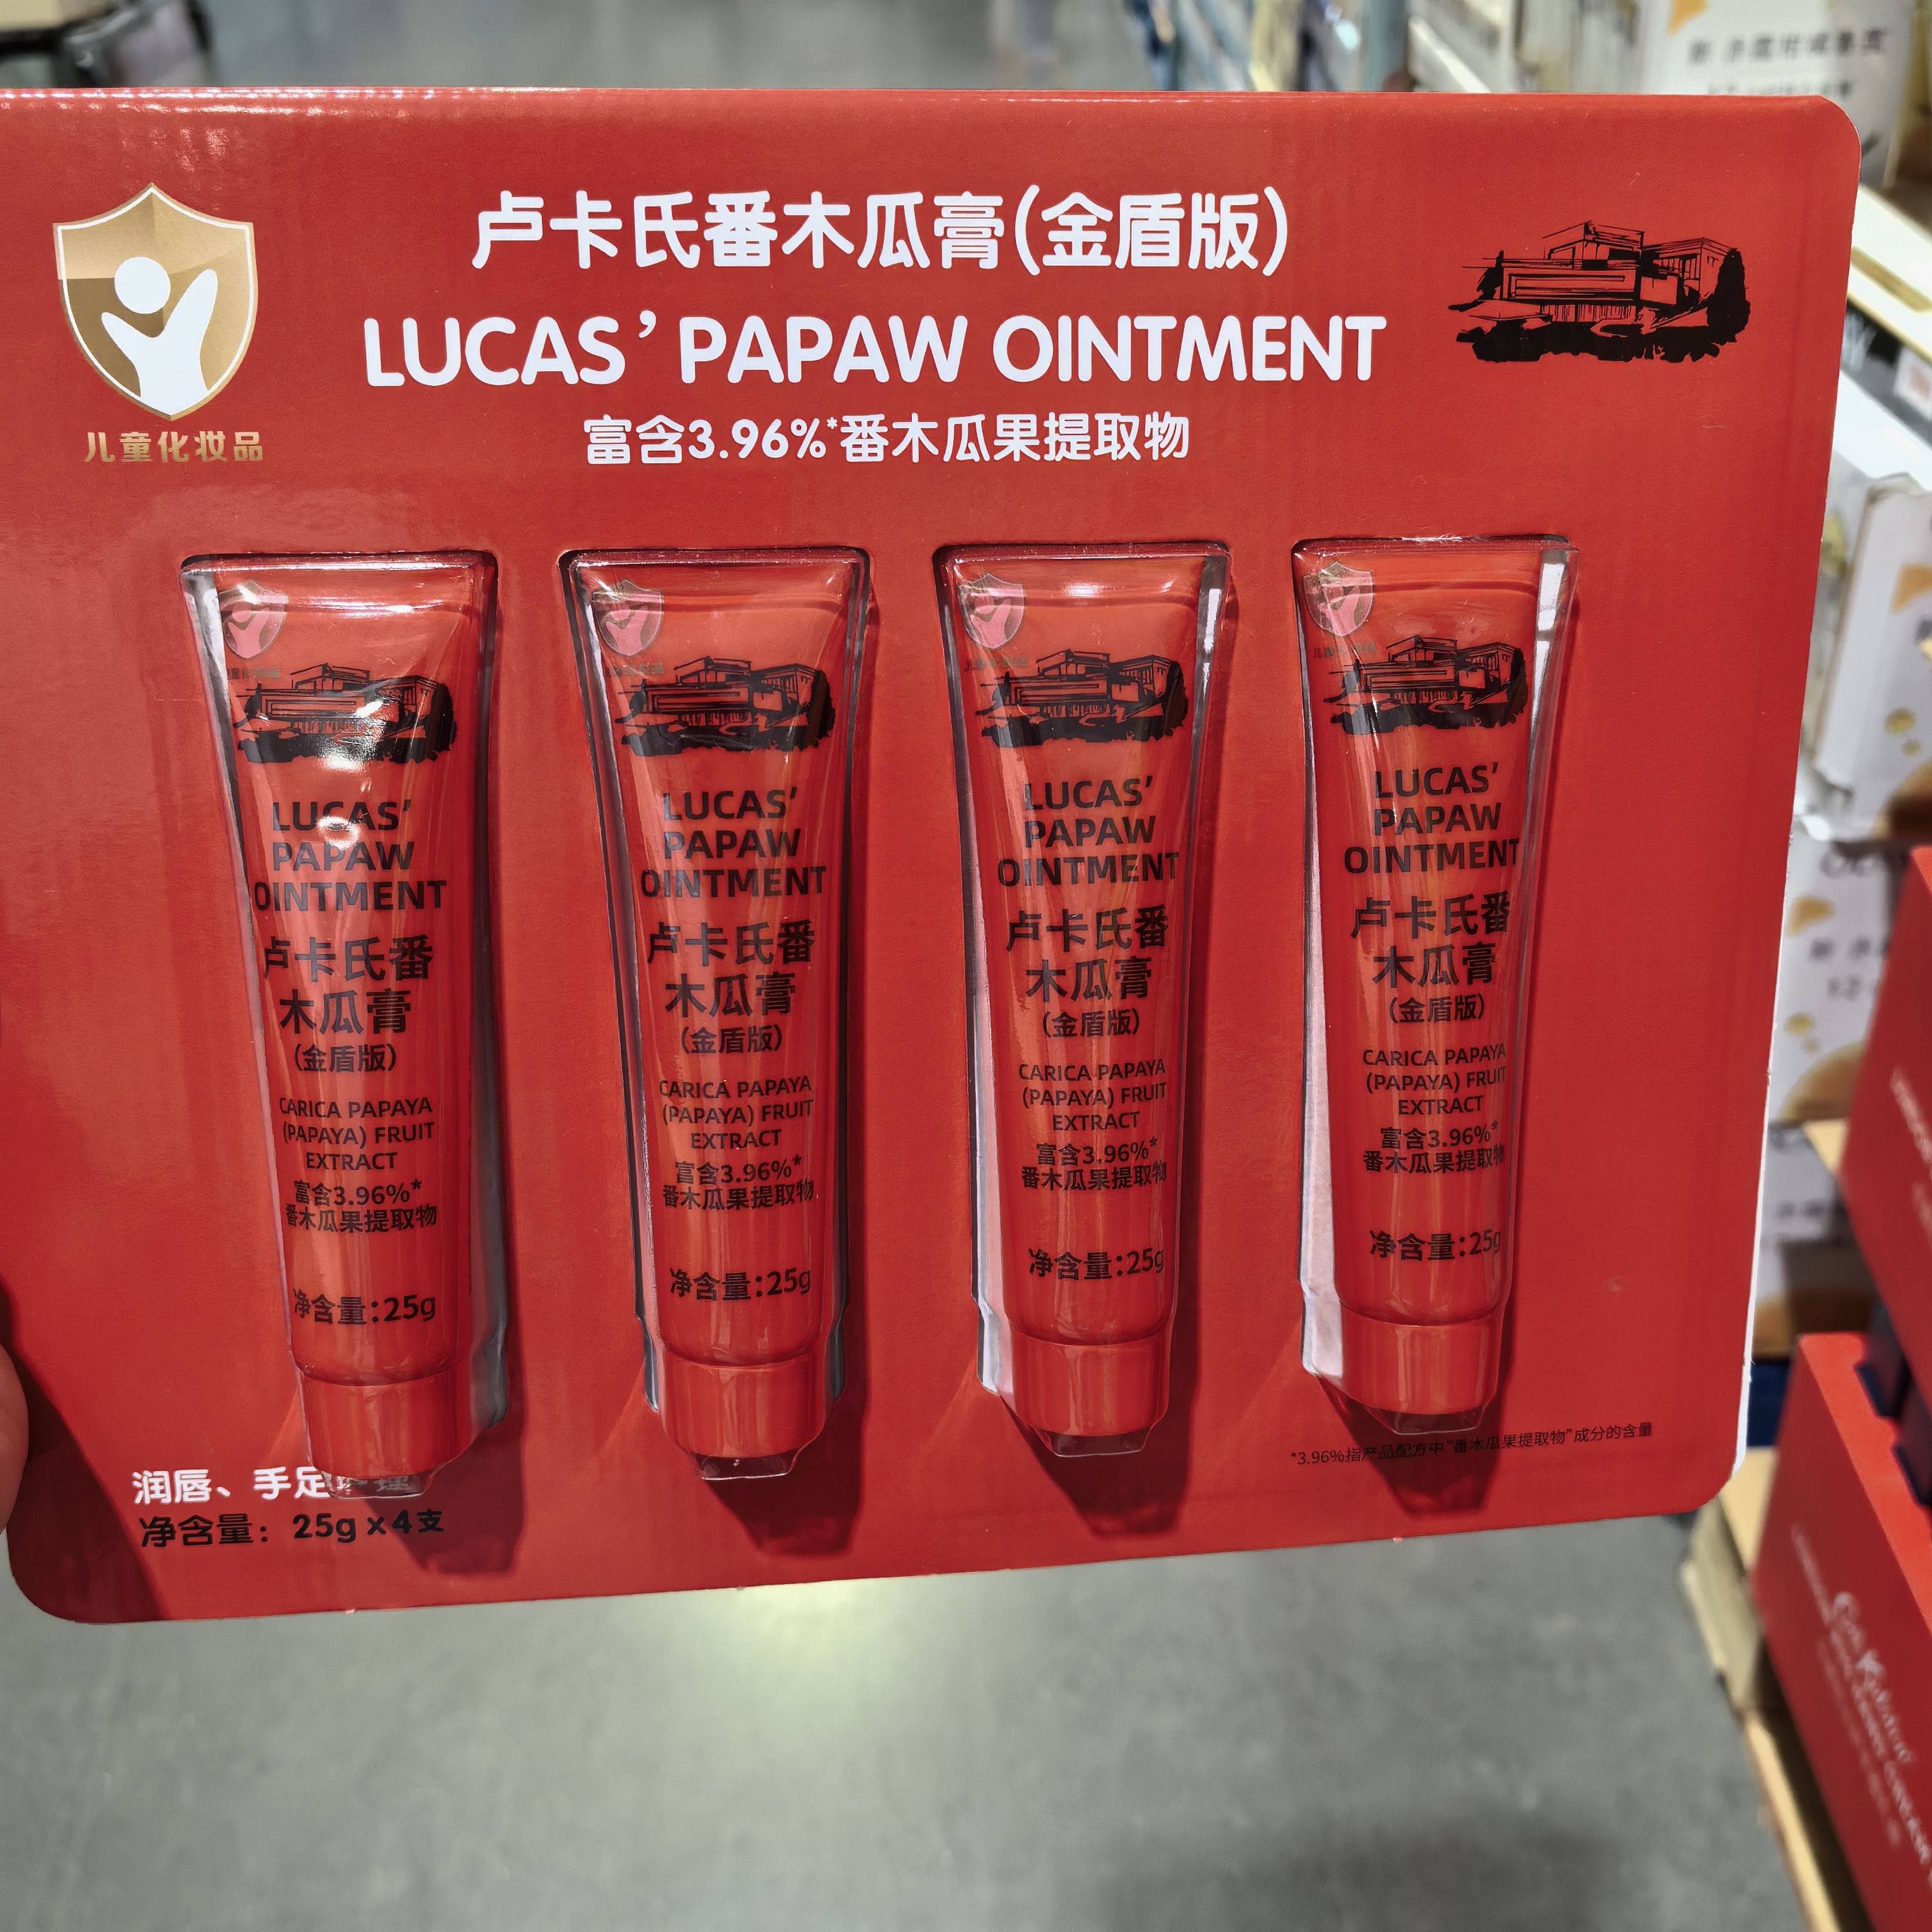 卢卡氏番木瓜膏(金盾版)
LUCAS' PAPAW OINTMENT
富含3.96%*番木瓜果提取物
儿童化妆品
LUCAS'
PAPAW
OINTMENT
卢卡氏番
木瓜膏
(金盾版)
CARICA PAPAYA
(PAPAYA) FRUIT
EXTRACT
富含3.96%*
番木瓜果提取物
净含量:25g
LUCAS'
PAPAW
OINTMENT
卢卡氏番
木瓜膏
(金盾版)
CARICA PAPAYA
(PAPAYA) FRUIT
EXTRACT
富含3.96%*
番木瓜果提取物
净含量:25g
儿童化妆品
LUCAS'
PAPAW
OINTMENT
卢卡氏番
木瓜膏
(金盾版)
CARICA PAPAYA
(PAPAYA) FRUIT
EXTRACT
富含3.96%*
番木瓜果提取物
净含量:25g
LUCAS'
PAPAW
OINTMENT
卢卡氏番
木瓜膏
(金盾版)
CARICA PAPAYA
(PAPAYA) FRUIT
EXTRACT
富含3.96%*
番木瓜果提取物
净含量:25g
*3.96%指产品配方中“番木瓜果提取物”成分的含量
润唇、手足
净含量: 25g x4支